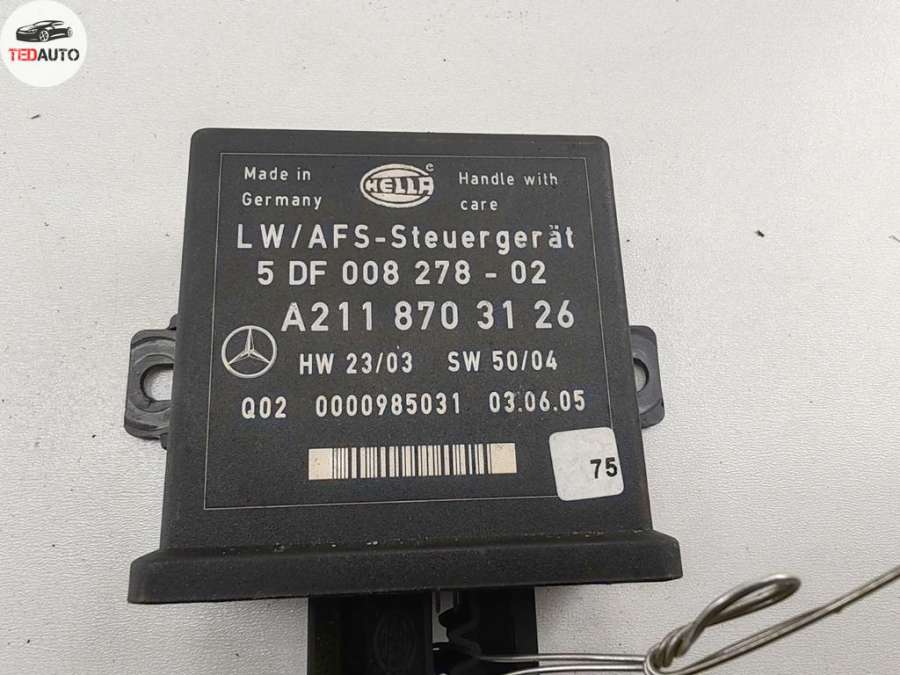 TEDAUTO
Made in Germany
HELLA
Handle with care
LW/AFS-Steuergerät
5 DF 008 278 - 02
A211 870 31 26
HW 23/03 SW 50/04
Q02 0000985031 03.06.05
75
HELLA